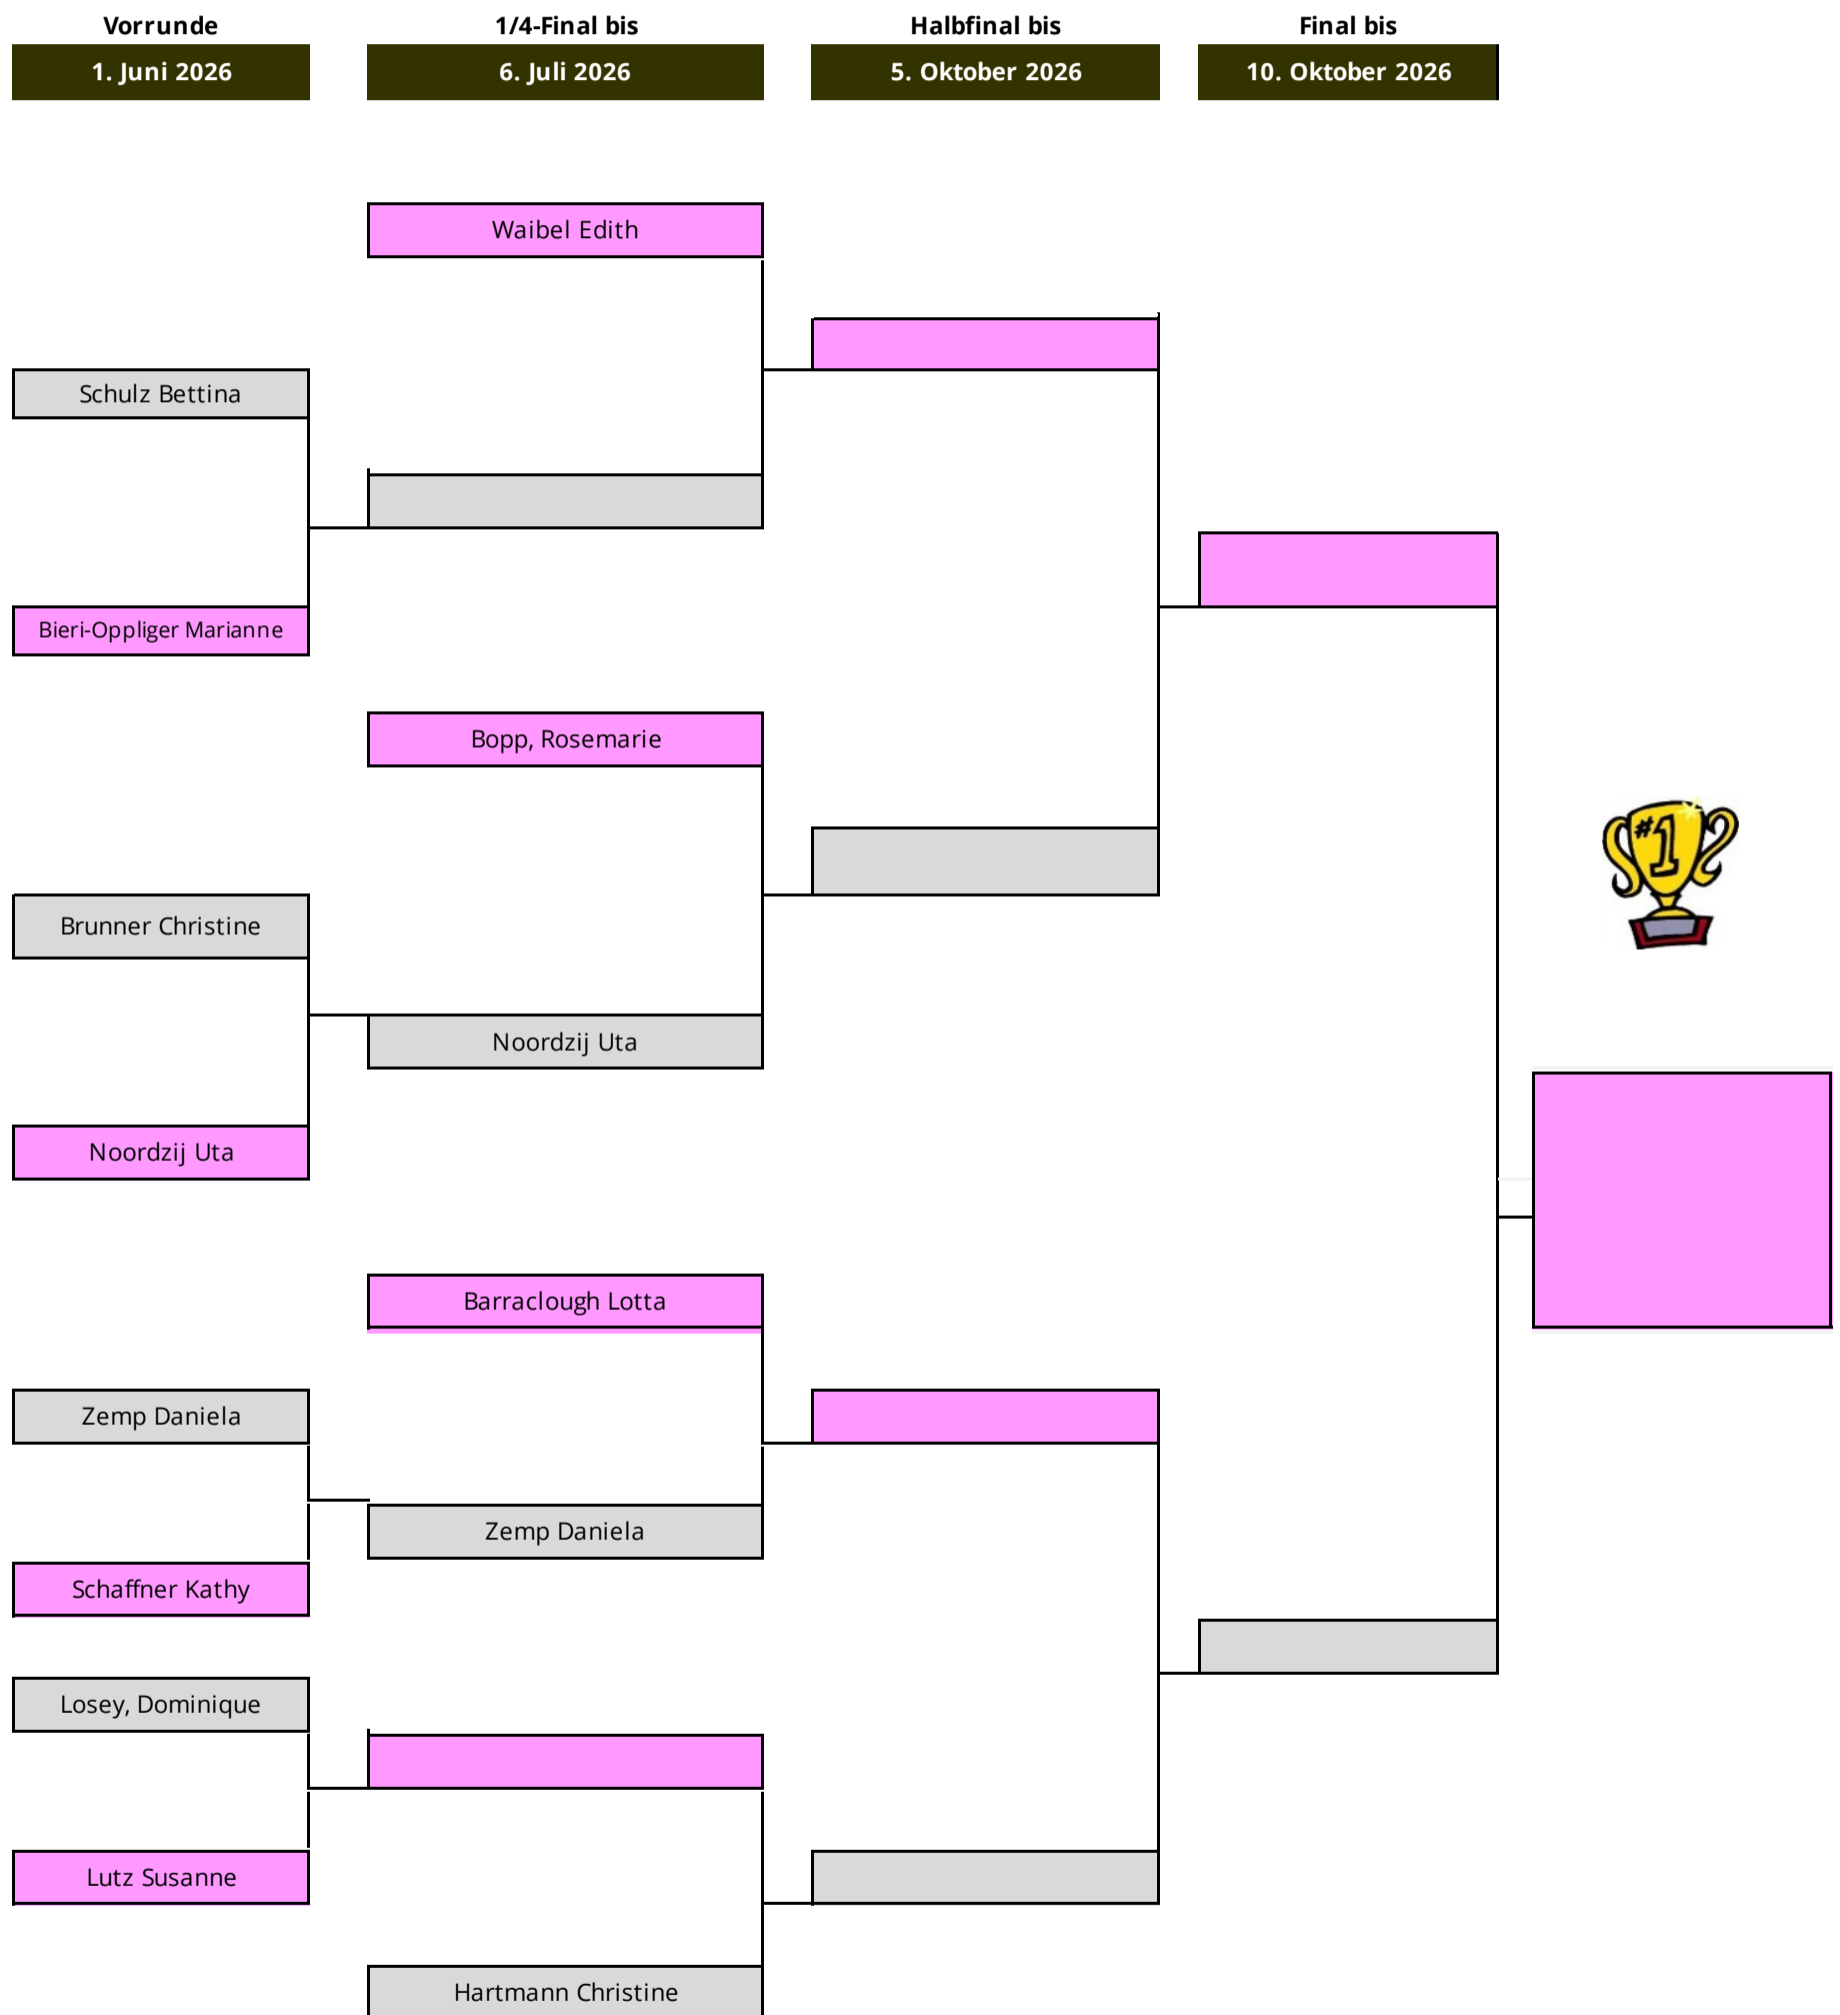 Vorrunde 1/4-Final bis Halbfinal bis Final bis
1. Juni 2026 6. Juli 2026 5. Oktober 2026 10. Oktober 2026
Waibel Edith
Schulz Bettina
Bieri-Oppliger Marianne
Bopp, Rosemarie
#1
Brunner Christine
Noordzij Uta
Noordzij Uta
Barraclough Lotta
Zemp Daniela
Zemp Daniela
Schaffner Kathy
Losey, Dominique
Lutz Susanne
Hartmann Christine